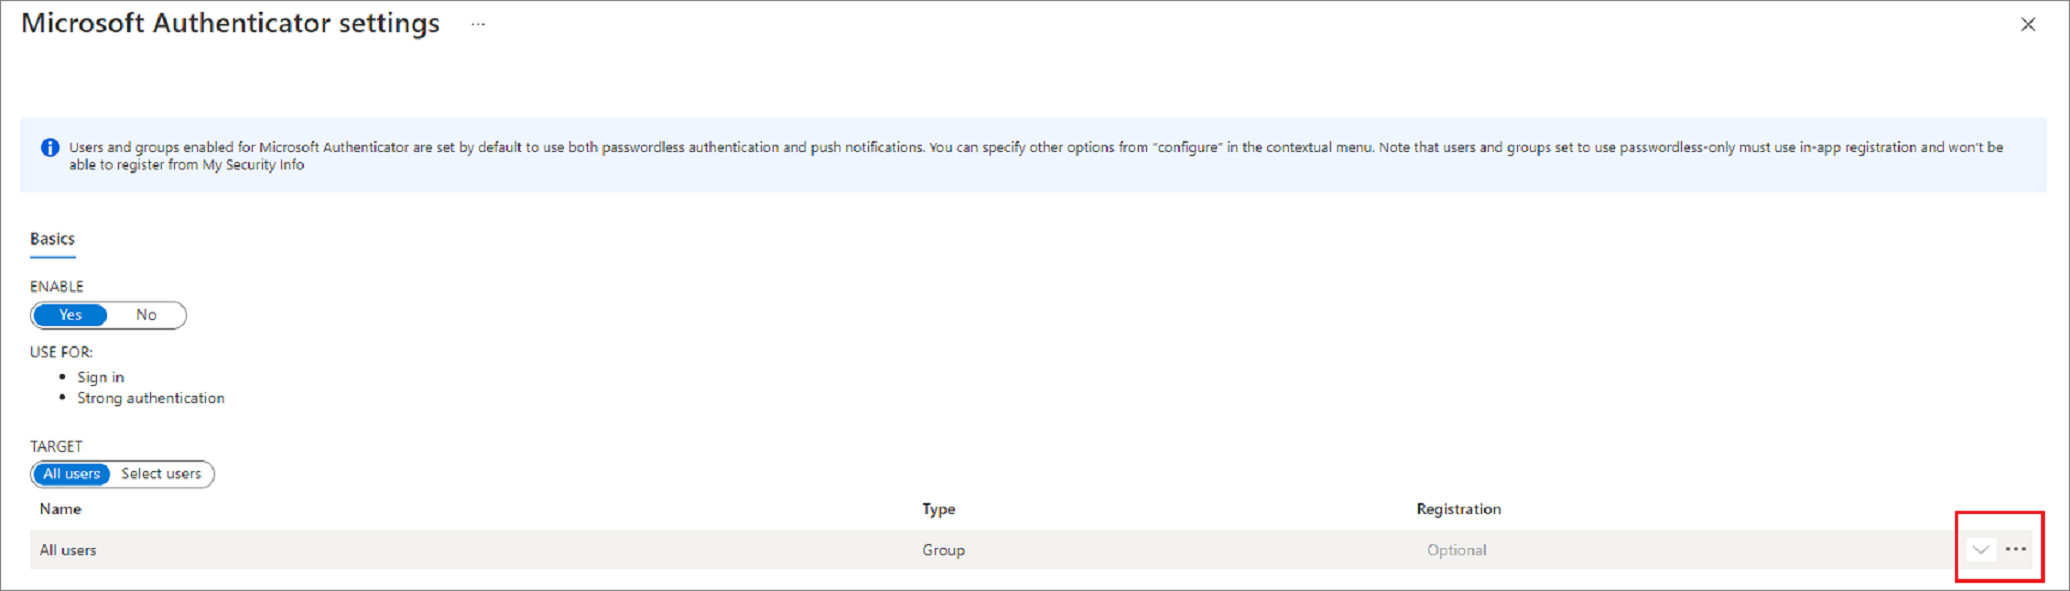 Microsoft Authenticator settings ...
Users and groups enabled for Microsoft Authenticator are set by default to use both passwordless authentication and push notifications. You can specify other options from “configure” in the contextual menu. Note that users and groups set to use passwordless-only must use in-app registration and won't be
able to register from My Security Info
Basics
ENABLE
Yes No
USE FOR:
• Sign in
• Strong authentication
TARGET
All users Select users
Name Type Registration
All users Group Optional